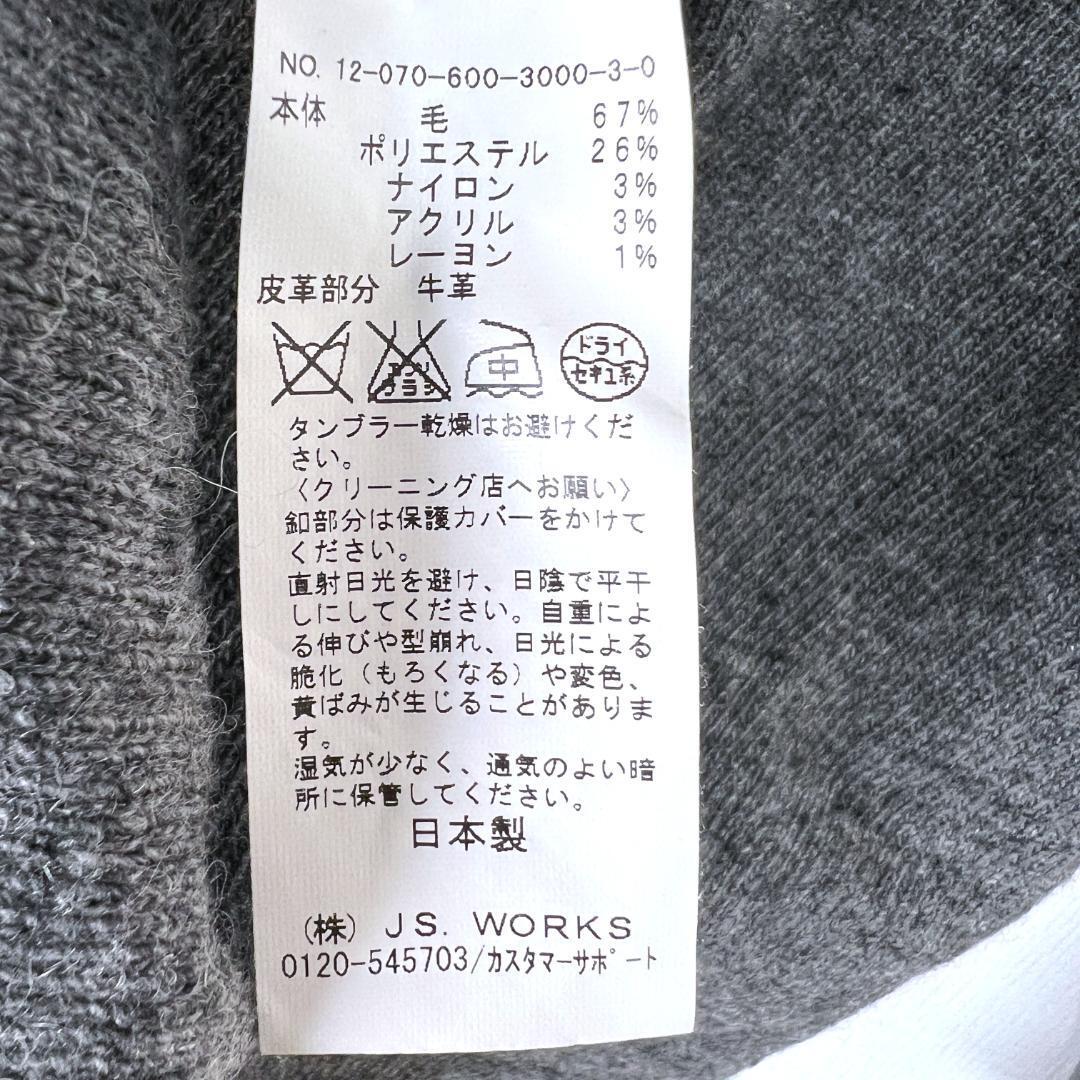 NO. 12-070-600-3000-3-0
本体 毛 67%
ポリエステル 26%
ナイロン 3%
アクリル 3%
レーヨン 1%
皮革部分 牛革
エンソ サラシ 中 ドライ セキユ系
タンブラー乾燥はお避けくだ
さい。
〈クリーニング店へお願い〉
釦部分は保護カバーをかけて
ください。
直射日光を避け、日陰で平干
しにしてください。自重によ
る伸びや型崩れ、日光による
脆化（もろくなる）や変色、
黄ばみが生じることがありま
す。
湿気が少なく、通気のよい暗
所に保管してください。
日本製
（株）JS. WORKS
0120-545703/カスタマーサポート